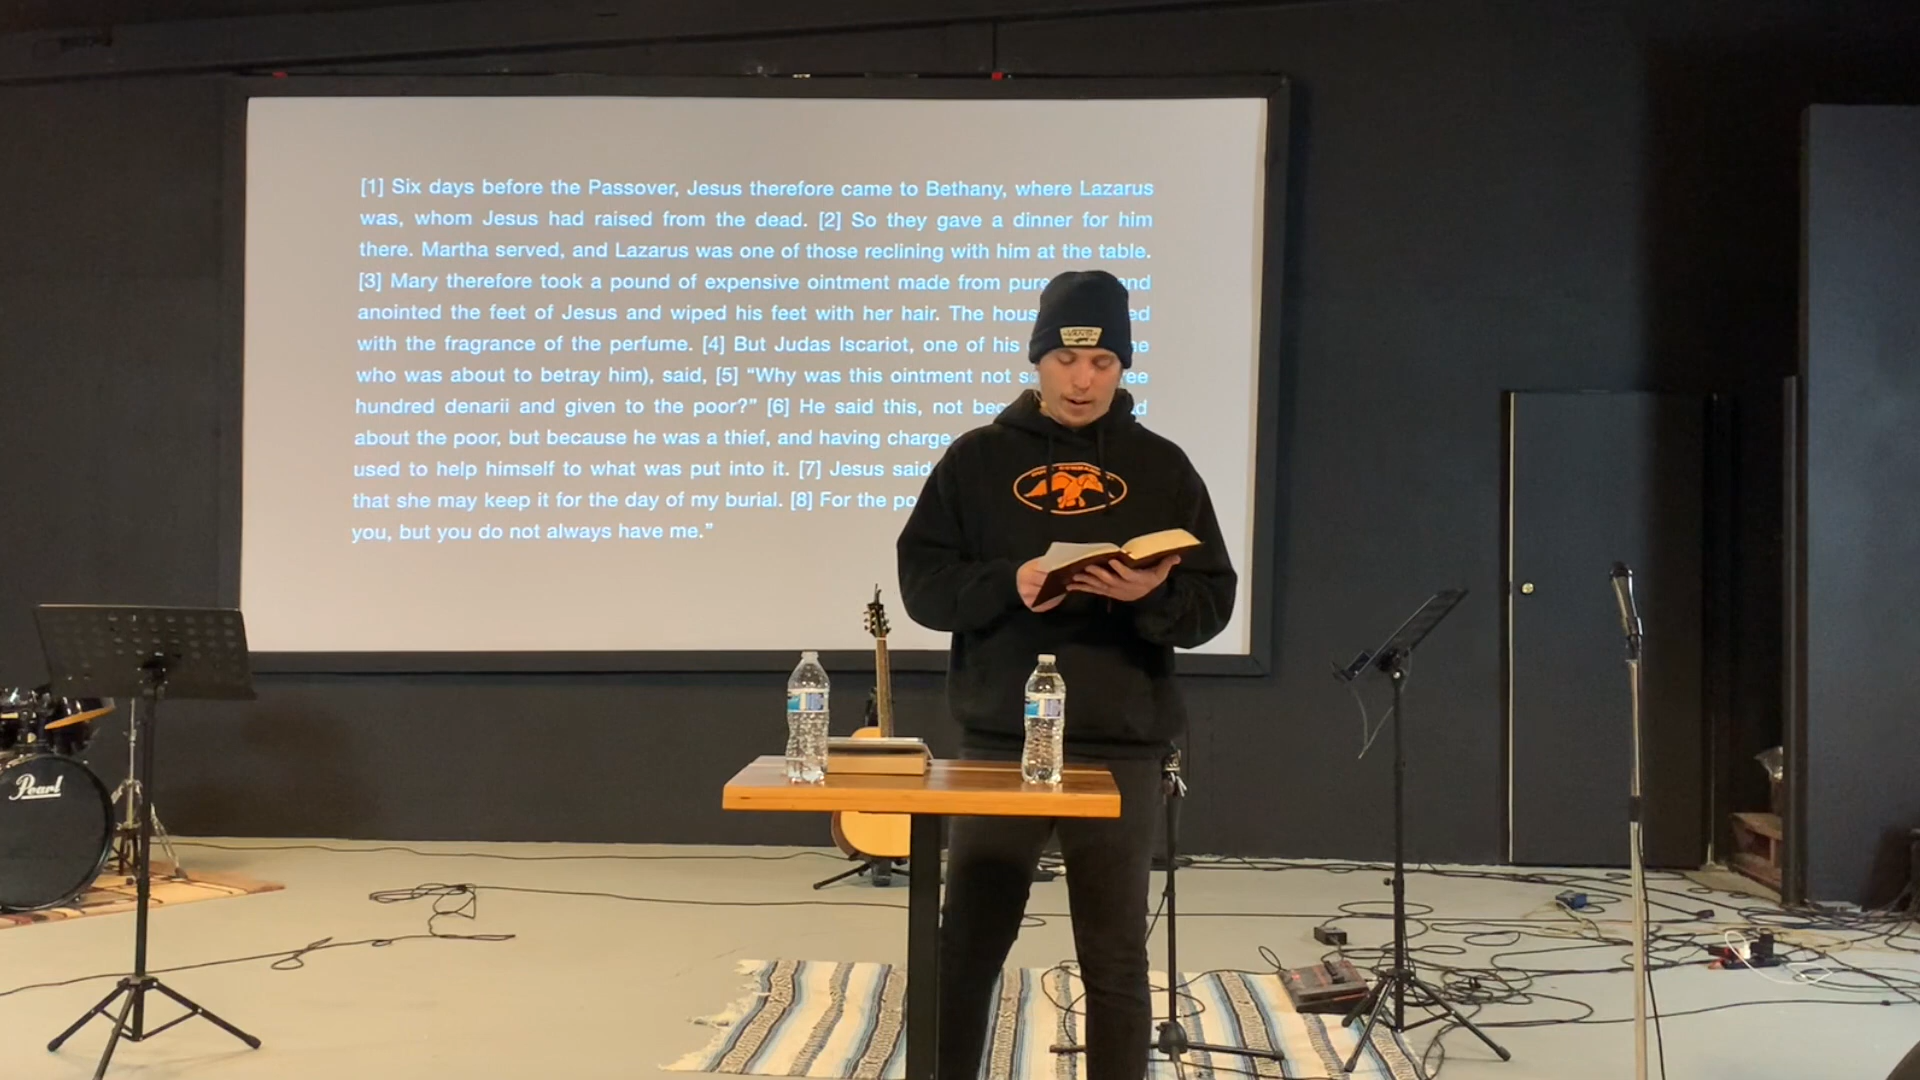 [1] Six days before the Passover, Jesus therefore came to Bethany, where Lazarus
was, whom Jesus had raised from the dead. [2] So they gave a dinner for him
there. Martha served, and Lazarus was one of those reclining with him at the table.
[3] Mary therefore took a pound of expensive ointment made from pure
anointed the feet of Jesus and wiped his feet with her hair. The
with the fragrance of the perfume. [4] But Judas Iscariot, one of his
who was about to betray him), said, [5] “Why was this ointment not
hundred denarii and given to the poor?” [6] He said this, not
about the poor, but because he was a thief, and having charge
used to help himself to what was put into it. [7] Jesus said
that she may keep it for the day of my burial. [8] For the
you, but you do not always have me.”
Pearl